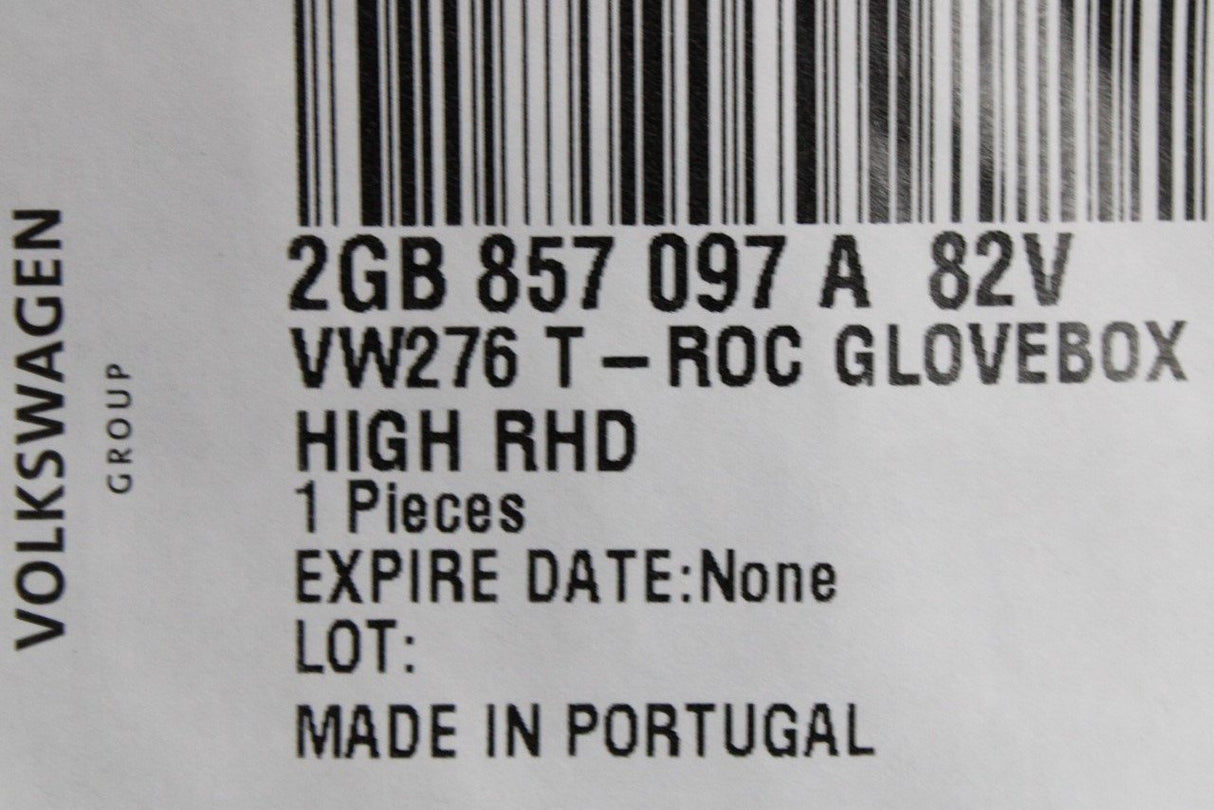 VOLKSWAGEN
GROUP
2GB 857 097 A 82V
VW276 T-ROC GLOVEBOX
HIGH RHD
1 Pieces
EXPIRE DATE:None
LOT:
MADE IN PORTUGAL